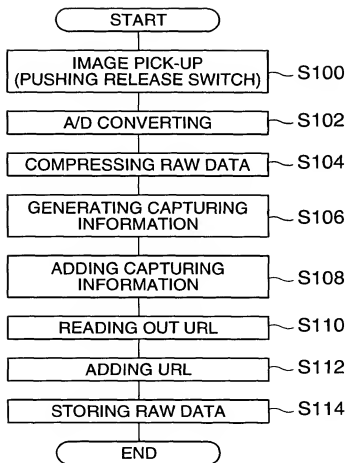 START
IMAGE PICK-UP
(PUSHING RELEASE SWITCH)
S100
A/D CONVERTING
S102
COMPRESSING RAW DATA
S104
GENERATING CAPTURING
INFORMATION
S106
ADDING CAPTURING
INFORMATION
S108
READING OUT URL
S110
ADDING URL
S112
STORING RAW DATA
S114
END